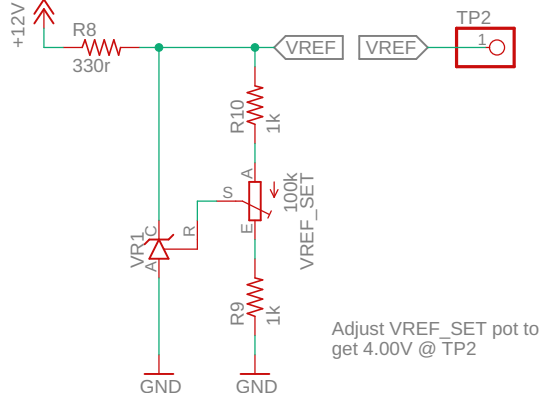 +12V
R8
330r
VREF
VREF
TP2
1
R10
1k
A
S
E
100k
VREF_SET
VR1
C
A
R
R9
1k
GND
GND
Adjust VREF_SET pot to
get 4.00V @ TP2